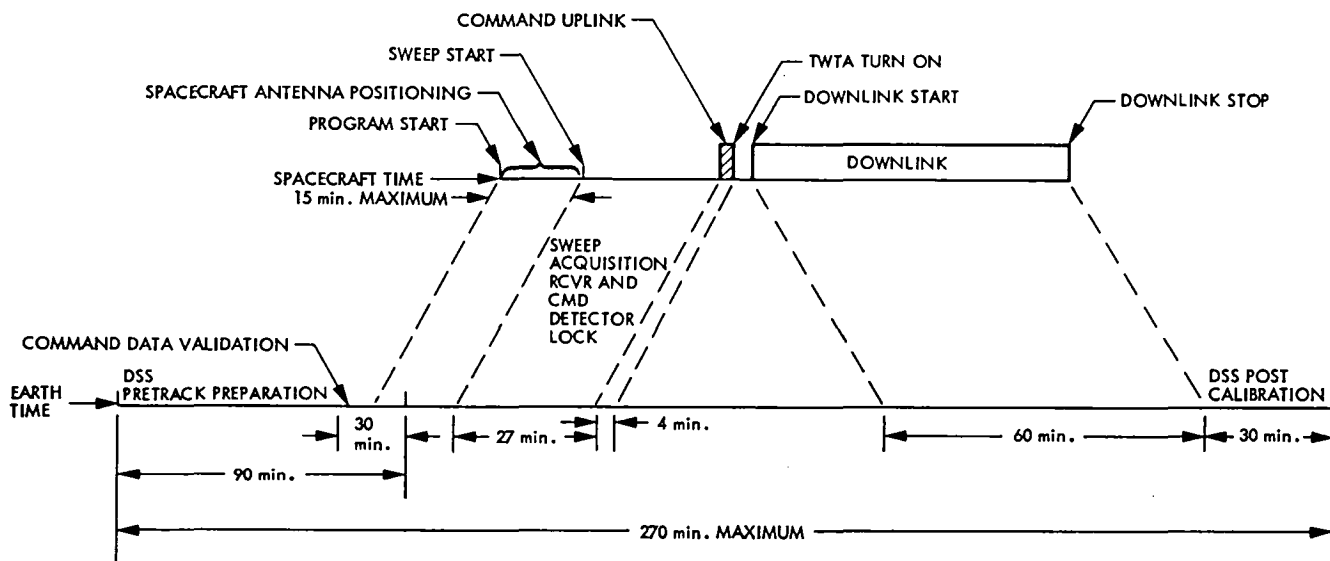 COMMAND UPLINK
SWEEP START
TWTA TURN ON
SPACECRAFT ANTENNA POSITIONING
DOWNLINK START
DOWNLINK STOP
PROGRAM START
DOWNLINK
SPACECRAFT TIME
15 min. MAXIMUM
SWEEP
ACQUISITION
RCVR AND
CMD
DETECTOR
LOCK
COMMAND DATA VALIDATION
EARTH
TIME
DSS
PRETRACK PREPARATION
DSS POST
CALIBRATION
30
min.
27 min.
4 min.
60 min.
30 min.
90 min.
270 min. MAXIMUM